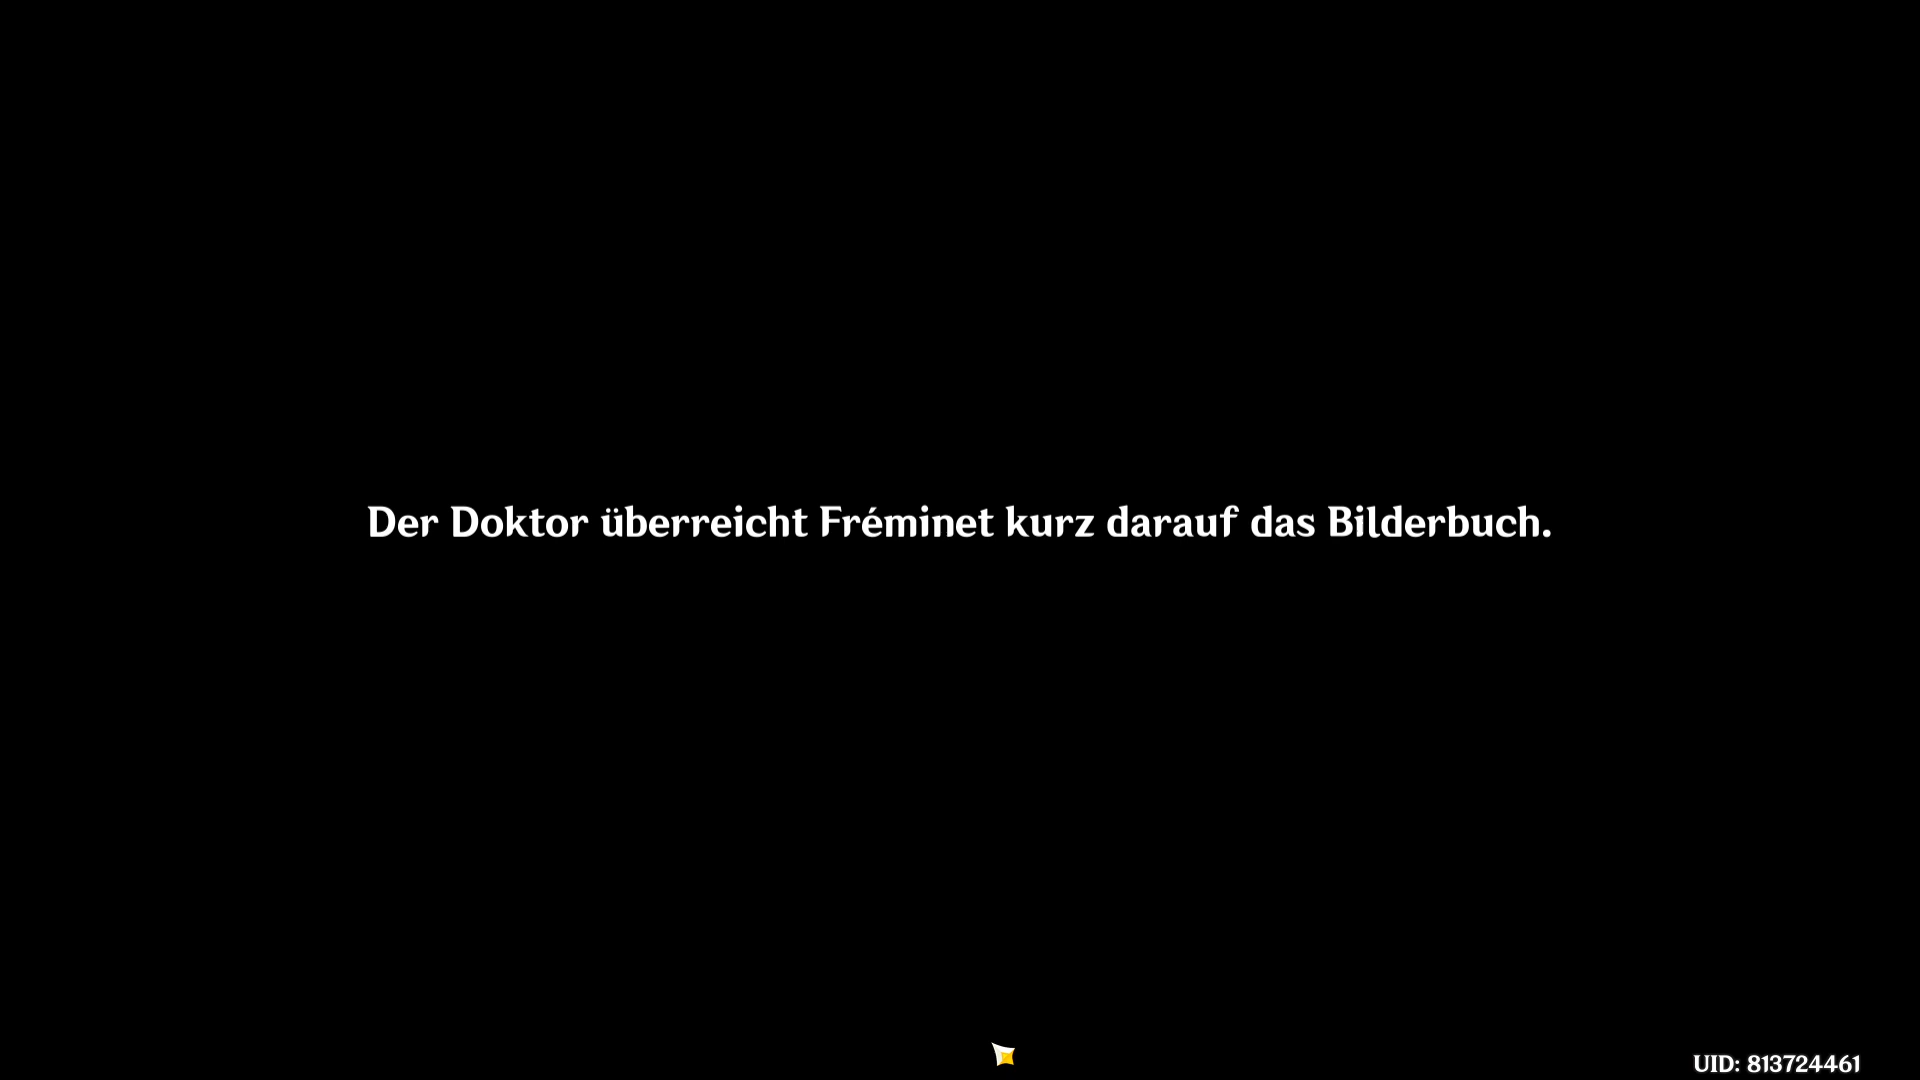 Der Doktor überreicht Fréminet kurz darauf das Bilderbuch.
UID: 813724461